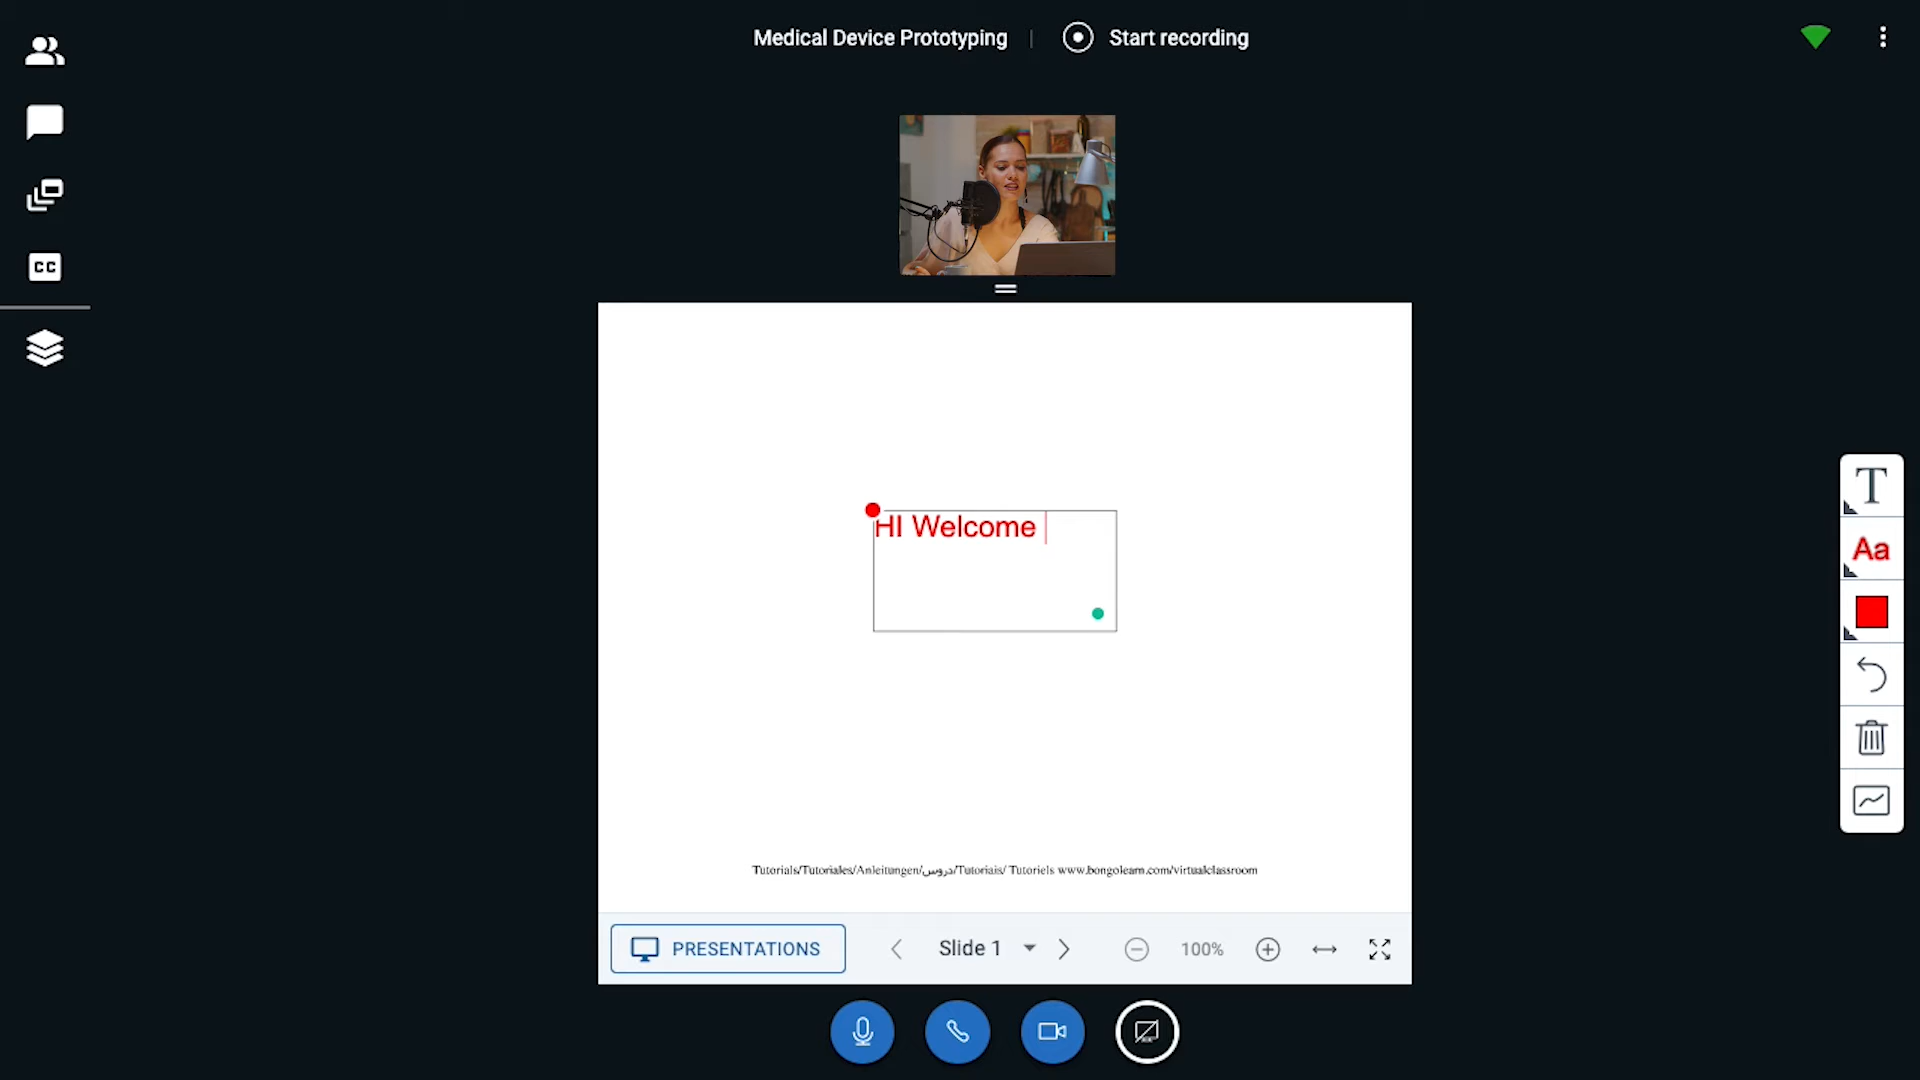 Medical Device Prototyping | Start recording
CC
HI Welcome
T
Aa
Tutorials/Tutoriales/Anleitungen/دروس/Tutoriais/ Tutoriels www.bongolearn.com/virtualclassroom
PRESENTATIONS Slide 1 100%